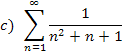 c) ∑_{n=1}^{∞} 1/(n² + n + 1)